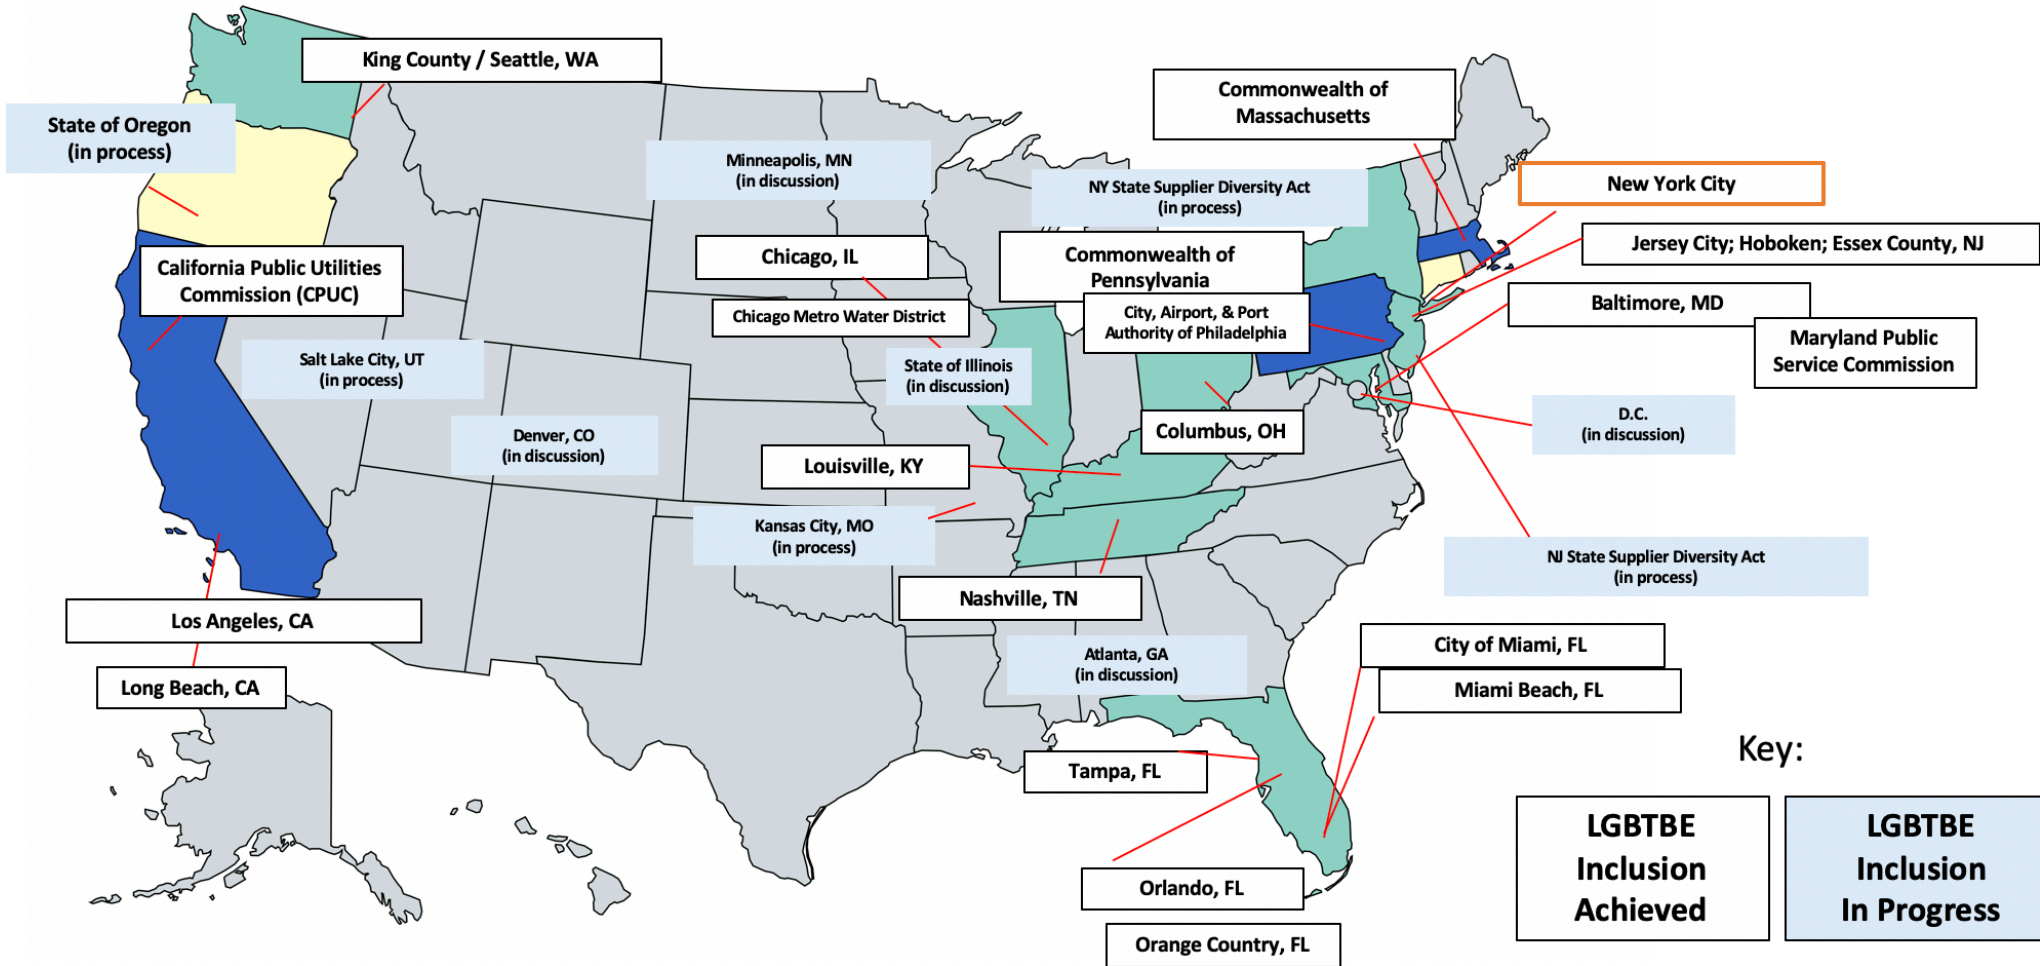 King County / Seattle, WA
State of Oregon
(in process)
Commonwealth of
Massachusetts
Minneapolis, MN
(in discussion)
NY State Supplier Diversity Act
(in process)
New York City
Jersey City; Hoboken; Essex County, NJ
California Public Utilities
Commission (CPUC)
Chicago, IL
Commonwealth of
Pennsylvania
Chicago Metro Water District
City, Airport, & Port
Authority of Philadelphia
Baltimore, MD
Maryland Public
Service Commission
Salt Lake City, UT
(in process)
State of Illinois
(in discussion)
D.C.
(in discussion)
Denver, CO
(in discussion)
Columbus, OH
Louisville, KY
Kansas City, MO
(in process)
NJ State Supplier Diversity Act
(in process)
Nashville, TN
Los Angeles, CA
Long Beach, CA
Atlanta, GA
(in discussion)
City of Miami, FL
Miami Beach, FL
Tampa, FL
Orlando, FL
Orange Country, FL
Key:
LGBTBE
Inclusion
Achieved
LGBTBE
Inclusion
In Progress